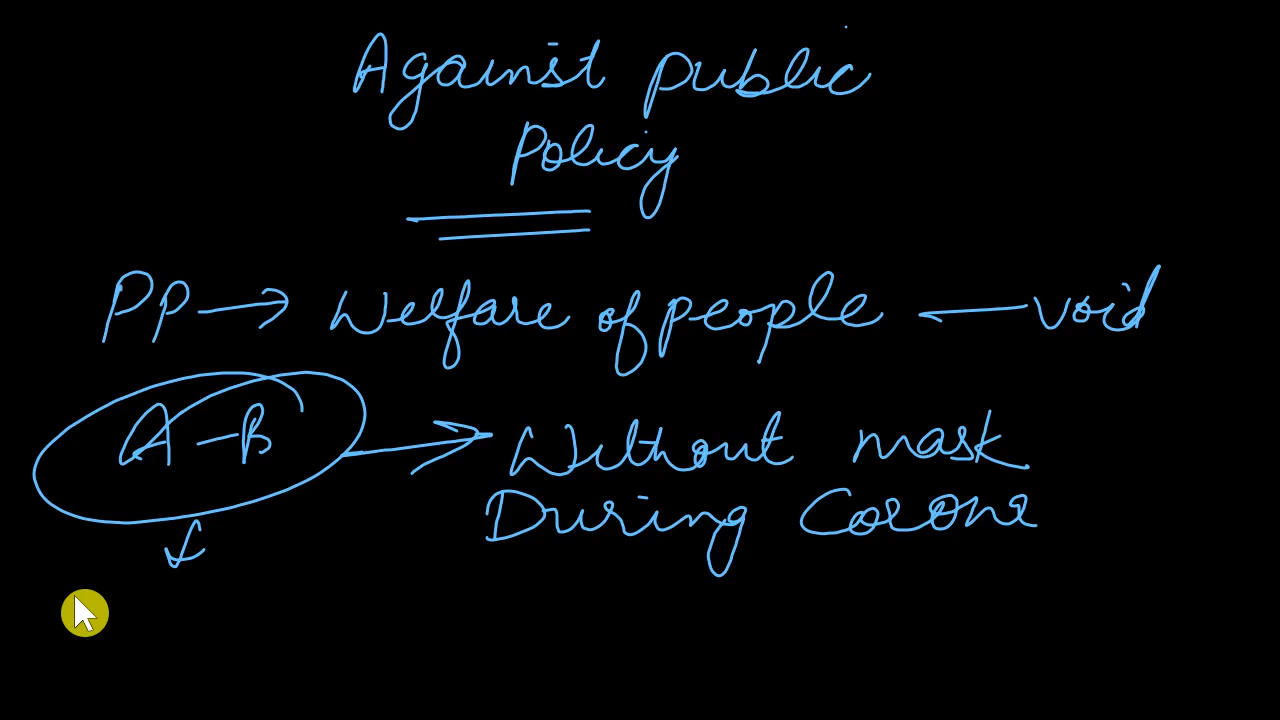 Against public
Policy
PP → Welfare of people ← void
A-B → Without mask
During Corona